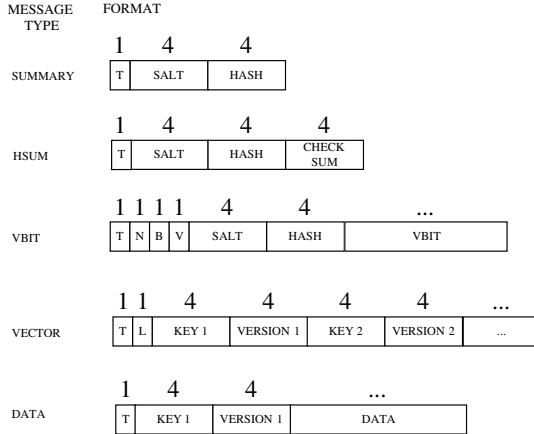 MESSAGE TYPE FORMAT
1 4 4
SUMMARY T SALT HASH
1 4 4 4
HSUM T SALT HASH CHECK SUM
1 1 1 1 4 4 ...
VBIT T N B V SALT HASH VBIT
1 1 4 4 4 4 ...
VECTOR T L KEY 1 VERSION 1 KEY 2 VERSION 2 ...
1 4 4 ...
DATA T KEY 1 VERSION 1 DATA